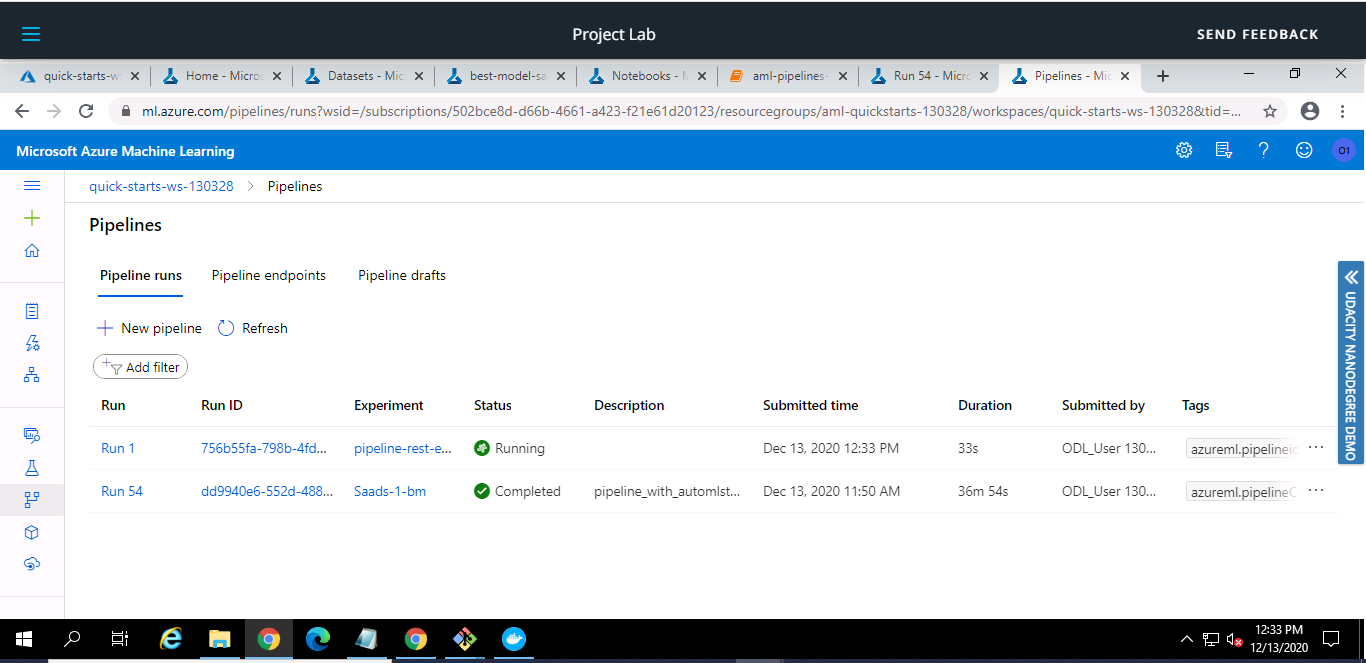 Project Lab
SEND FEEDBACK
quick-starts-ws
Home - Micros
Datasets - Mic
best-model-sa
Notebooks - M
aml-pipelines-
Run 54 - Micro
Pipelines - Mic
ml.azure.com/pipelines/runs?wsid=/subscriptions/502bce8d-d66b-4661-a423-f21e61d20123/resourcegroups/aml-quickstarts-130328/workspaces/quick-starts-ws-130328&tid=...
Microsoft Azure Machine Learning
O1
quick-starts-ws-130328 > Pipelines
Pipelines
Pipeline runs Pipeline endpoints Pipeline drafts
New pipeline Refresh
Add filter
Run Run ID Experiment Status Description Submitted time Duration Submitted by Tags
Run 1 756b55fa-798b-4fd... pipeline-rest-e... Running Dec 13, 2020 12:33 PM 33s ODL_User 130... azureml.pipelineid ...
Run 54 dd9940e6-552d-488... Saads-1-bm Completed pipeline_with_automlst... Dec 13, 2020 11:50 AM 36m 54s ODL_User 130... azureml.pipelineC ...
UDACITY NANODEGREE DEMO
12:33 PM
12/13/2020